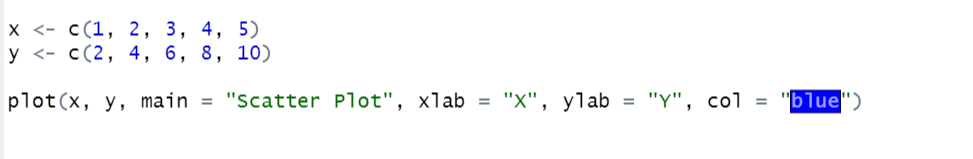 x <- c(1, 2, 3, 4, 5)
y <- c(2, 4, 6, 8, 10)
plot(x, y, main = "Scatter Plot", xlab = "X", ylab = "Y", col = "blue")